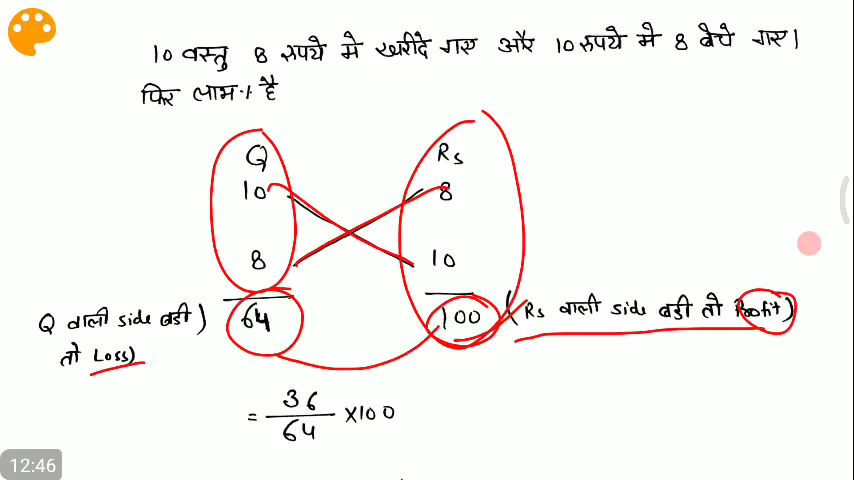 10 वस्तु 8 रुपये मे खरीदे गए और 10 रुपये मे 8 बेचे गए।
फिर लाभ% है
Q Rs
10 8
8 10
Q वाली side बडी) 64 100 (Rs वाली side बडी तो Profit)
तो Loss)
= 36/64 ×100
12:46